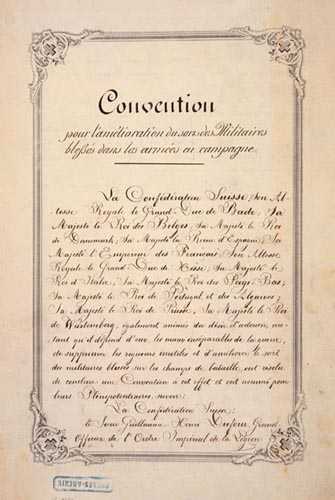 Convention
pour l'amélioration du sort des Militaires
blessés dans les armées en campagne.
La Confédération Suisse, Son Al-
tesse Royale le Grand-Duc de Bade, Sa
Majesté le Roi des Belges, Sa Majesté le Roi
de Danemark, Sa Majesté la Reine d'Espagne, Sa
Majesté l'Empereur des Français, Son Altesse
Royale le Grand-Duc de Hesse, Sa Majesté le
Roi d'Italie, Sa Majesté le Roi des Pays-Bas,
Sa Majesté le Roi de Portugal et des Algarves,
Sa Majesté le Roi de Prusse, Sa Majesté le Roi
de Würtemberg, également animés du désir d'adoucir, au-
tant qu'il dépend d'eux, les maux inséparables de la guerre,
de supprimer les rigueurs inutiles et d'améliorer le sort
des militaires blessés sur les champs de bataille, ont résolu
de conclure une Convention à cet effet et ont nommé pour
leurs Plénipotentiaires, savoir:
La Confédération Suisse:
le Sieur Guillaume Henri Dufour, Grand
Officier de l'Ordre Impérial de la Légion